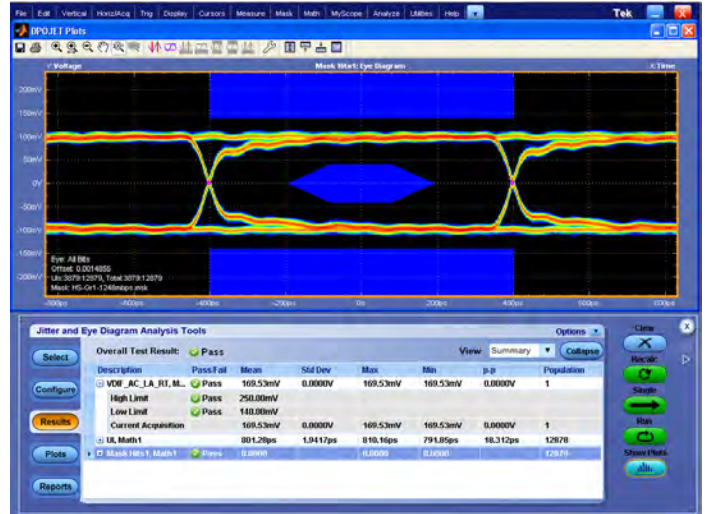 File Edit Vertical Horiz/Acq Trig Display Cursors Measure Mask Math MyScope Analyze Utilities Help Tek
DPOJET Plots
Y:Voltage Mask Hits1: Eye Diagram X:Time
200mV
150mV
100mV
50mV
0V
-50mV
-100mV
-150mV
-200mV
Eye: All Bits
Offset: 0.0014855
UIs:3879:12879, Total:3879:12879
Mask: HS-Gr1-1248mbps.msk
-800ps -600ps -400ps -200ps 0s 200ps 400ps 600ps 800ps
Jitter and Eye Diagram Analysis Tools Options Clear X
Select Overall Test Result: Pass View Summary Collapse
Recalc
Description Pass/Fail Mean Std Dev Max Min p-p Population
Configure VDIF_AC_LA_RT, M... Pass 169.53mV 0.0000V 169.53mV 169.53mV 0.0000V 1
Single
High Limit Pass 250.00mV
Low Limit Pass 140.00mV
Results Current Acquisition 169.53mV 0.0000V 169.53mV 169.53mV 0.0000V 1
Run
UI, Math1 801.28ps 1.9417ps 810.16ps 791.85ps 18.312ps 12878
Plots Mask Hits1, Math1 Pass 0.0000 0.0000 0.0000 12879
Show Plots
Reports